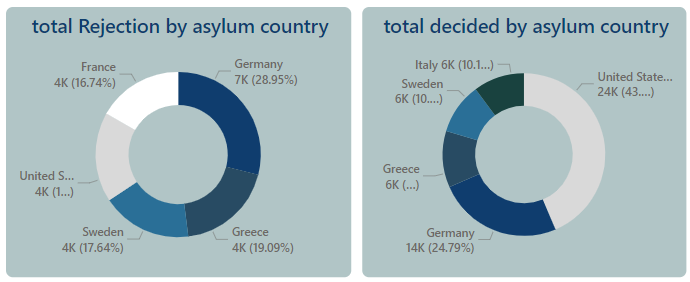 total Rejection by asylum country
France
4K (16.74%)
Germany
7K (28.95%)
United S...
4K (1...)
Sweden
4K (17.64%)
Greece
4K (19.09%)
total decided by asylum country
Italy 6K (10.1...)
Sweden
6K (10....)
United State...
24K (43....)
Greece
6K (...)
Germany
14K (24.79%)